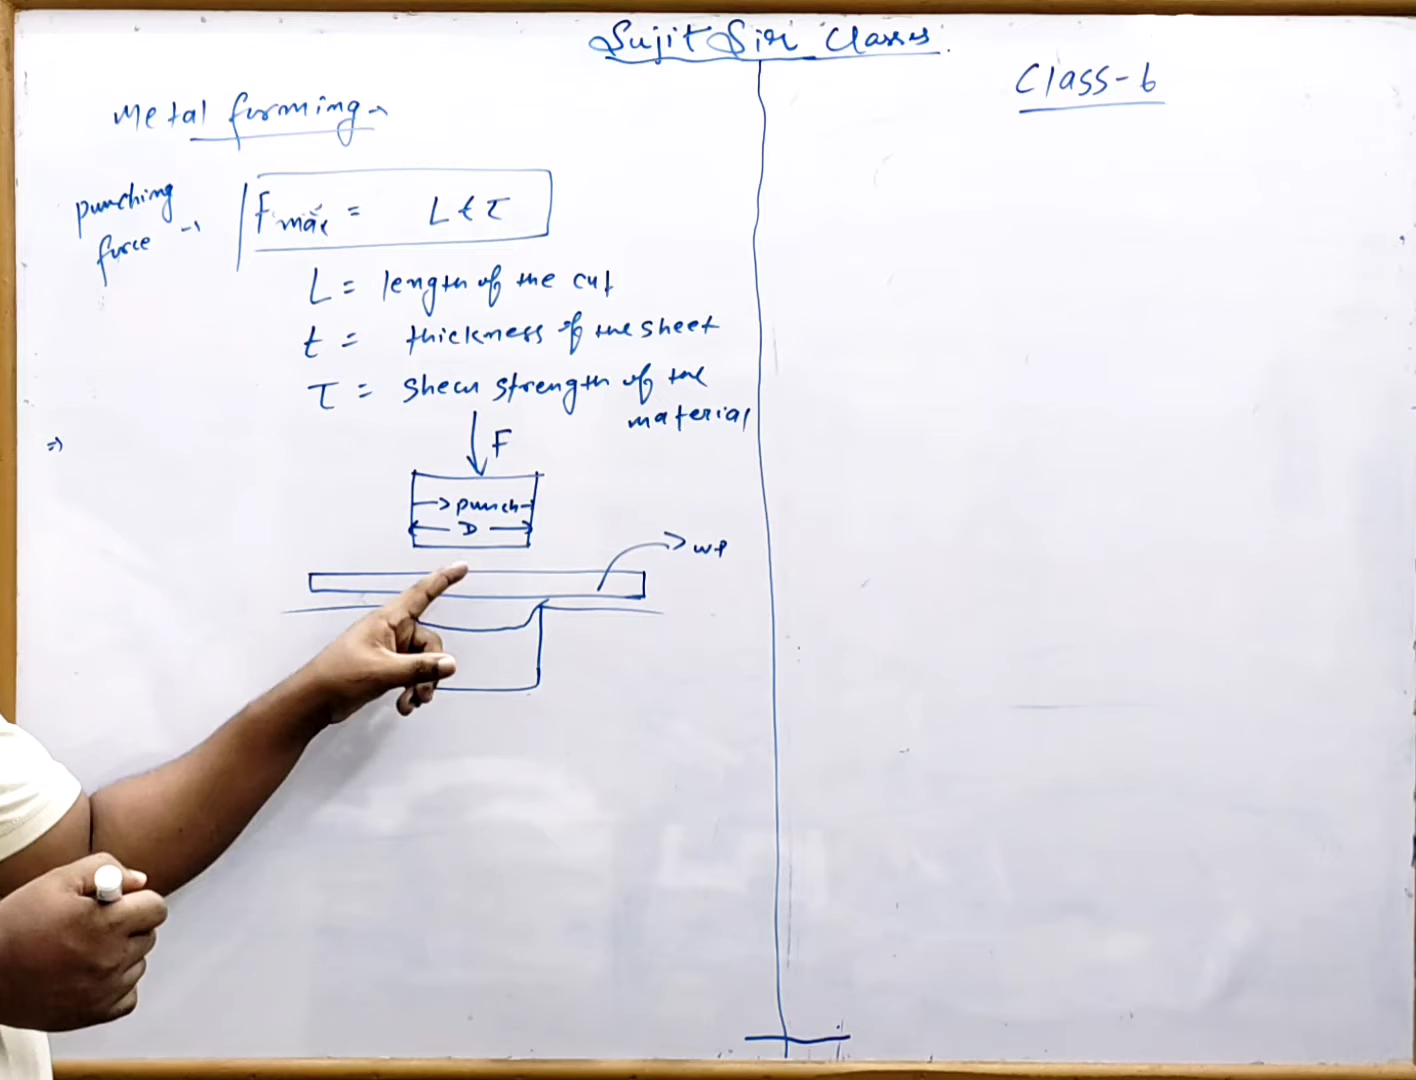 Sujit Sir Classes.
Class-6
Metal forming
punching
force → Fmax = L t τ
L = length of the cut
t = thickness of the sheet
τ = shear strength of the
material
⇒
F
→ punch
D
→ WP